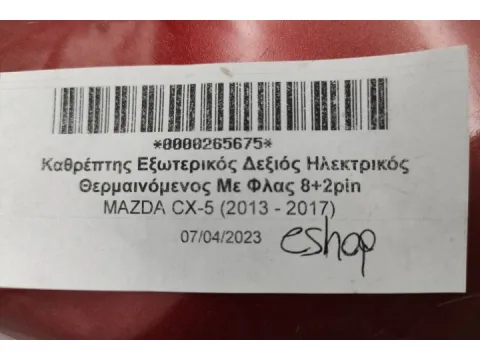 *0000265675*
Καθρέπτης Εξωτερικός Δεξιός Ηλεκτρικός
Θερμαινόμενος Με Φλας 8+2pin
MAZDA CX-5 (2013 - 2017)
07/04/2023 eshop